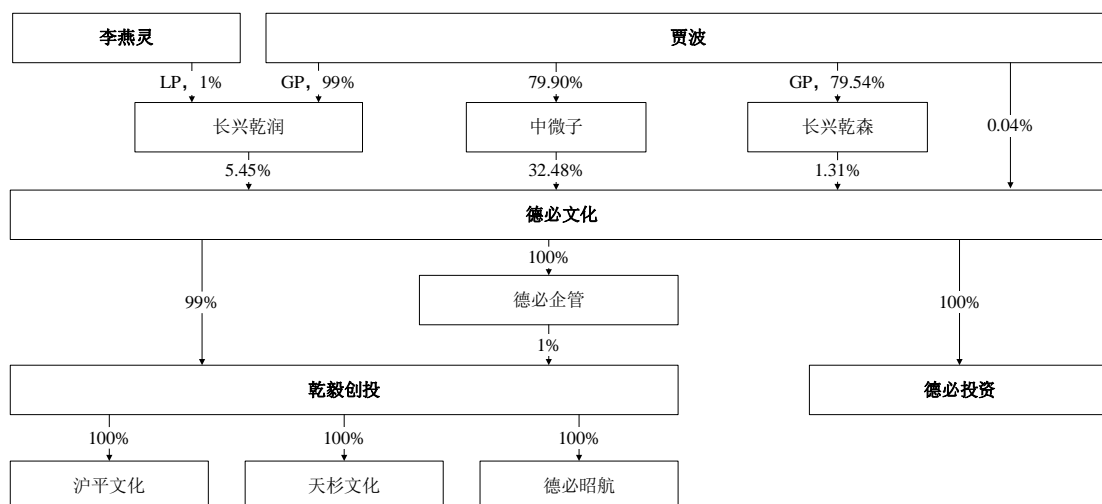 李燕灵
贾波
LP，1%
GP，99%
79.90%
GP，79.54%
长兴乾润
中微子
长兴乾森
0.04%
5.45%
32.48%
1.31%
德必文化
100%
德必企管
99%
100%
1%
乾毅创投
德必投资
100%
100%
100%
沪平文化
天杉文化
德必昭航